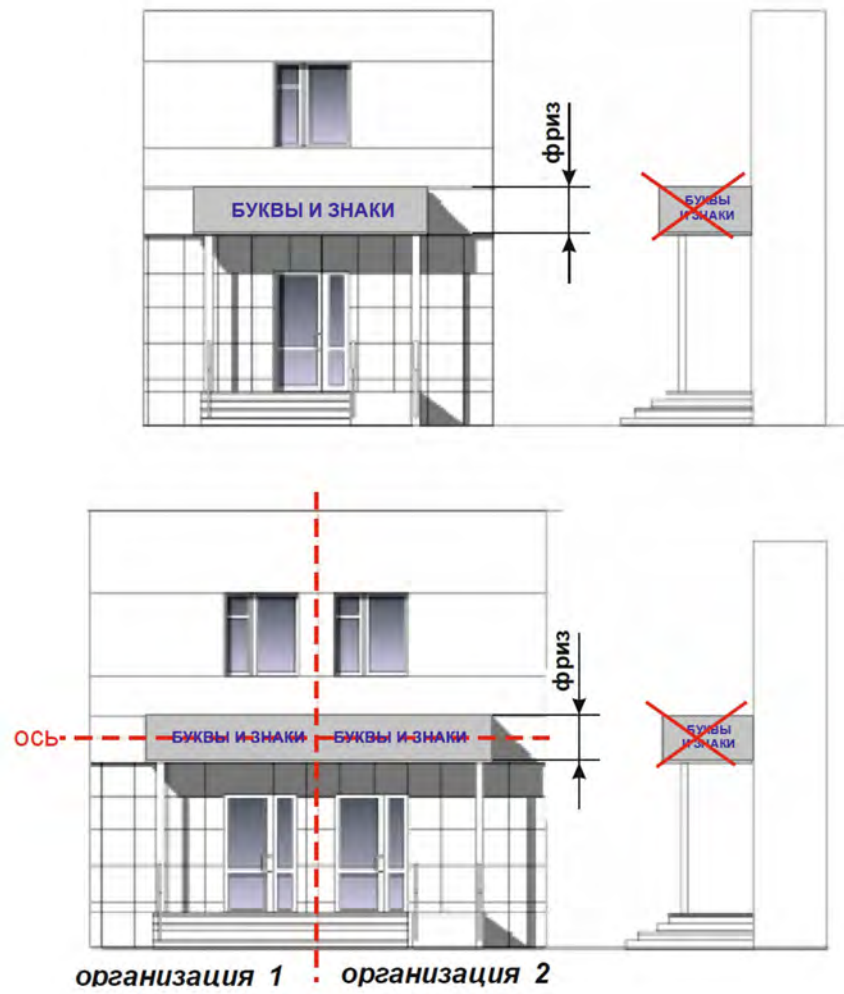 фриз
БУКВЫ И ЗНАКИ
БУКВЫ
И ЗНАКИ
фриз
ОСЬ
БУКВЫ И ЗНАКИ БУКВЫ И ЗНАКИ
БУКВЫ
И ЗНАКИ
организация 1 организация 2